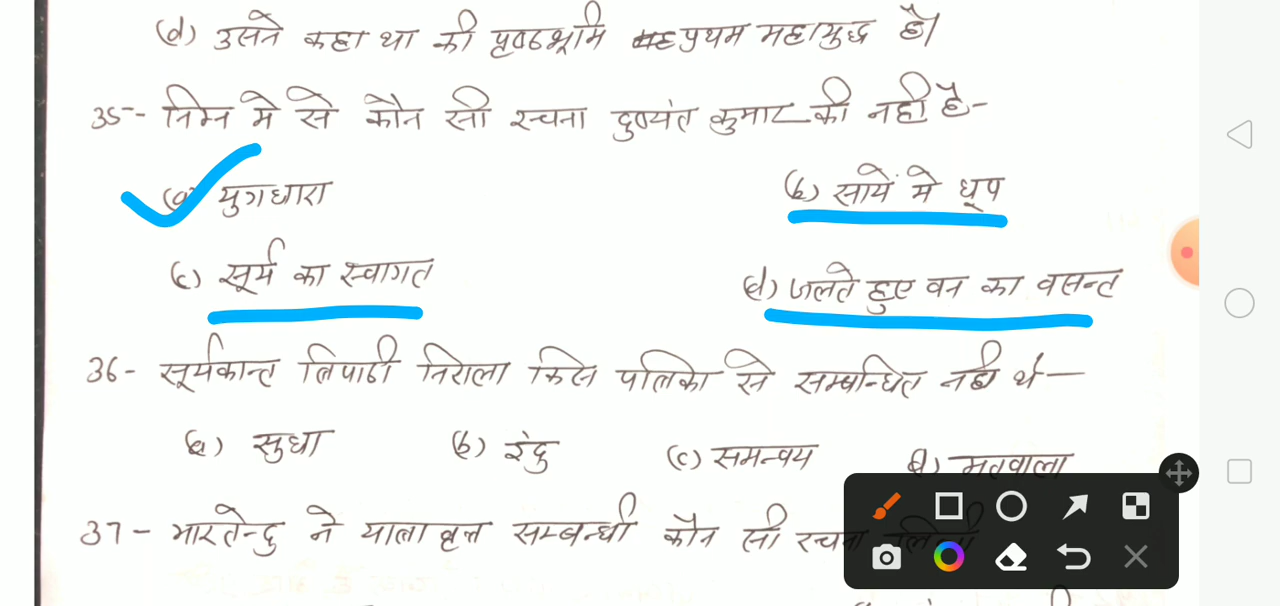 (d) उसने कहा था की पृष्ठभूमि प्रथम महायुद्ध है।
35- निम्न मे से कौन सी रचना दुष्यंत कुमार की नही है-
(a) युगधारा (b) सायें मे धूप
(c) सूर्य का स्वागत (d) जलते हुए वन का वसन्त
36- सूर्यकान्त त्रिपाठी निराला किस पत्रिका से सम्बन्धित नही थे-
(a) सुधा (b) इंदु (c) समन्वय (d) मतवाला
37- भारतेन्दु ने यात्रा वृत्त सम्बन्धी कौन सी रचना